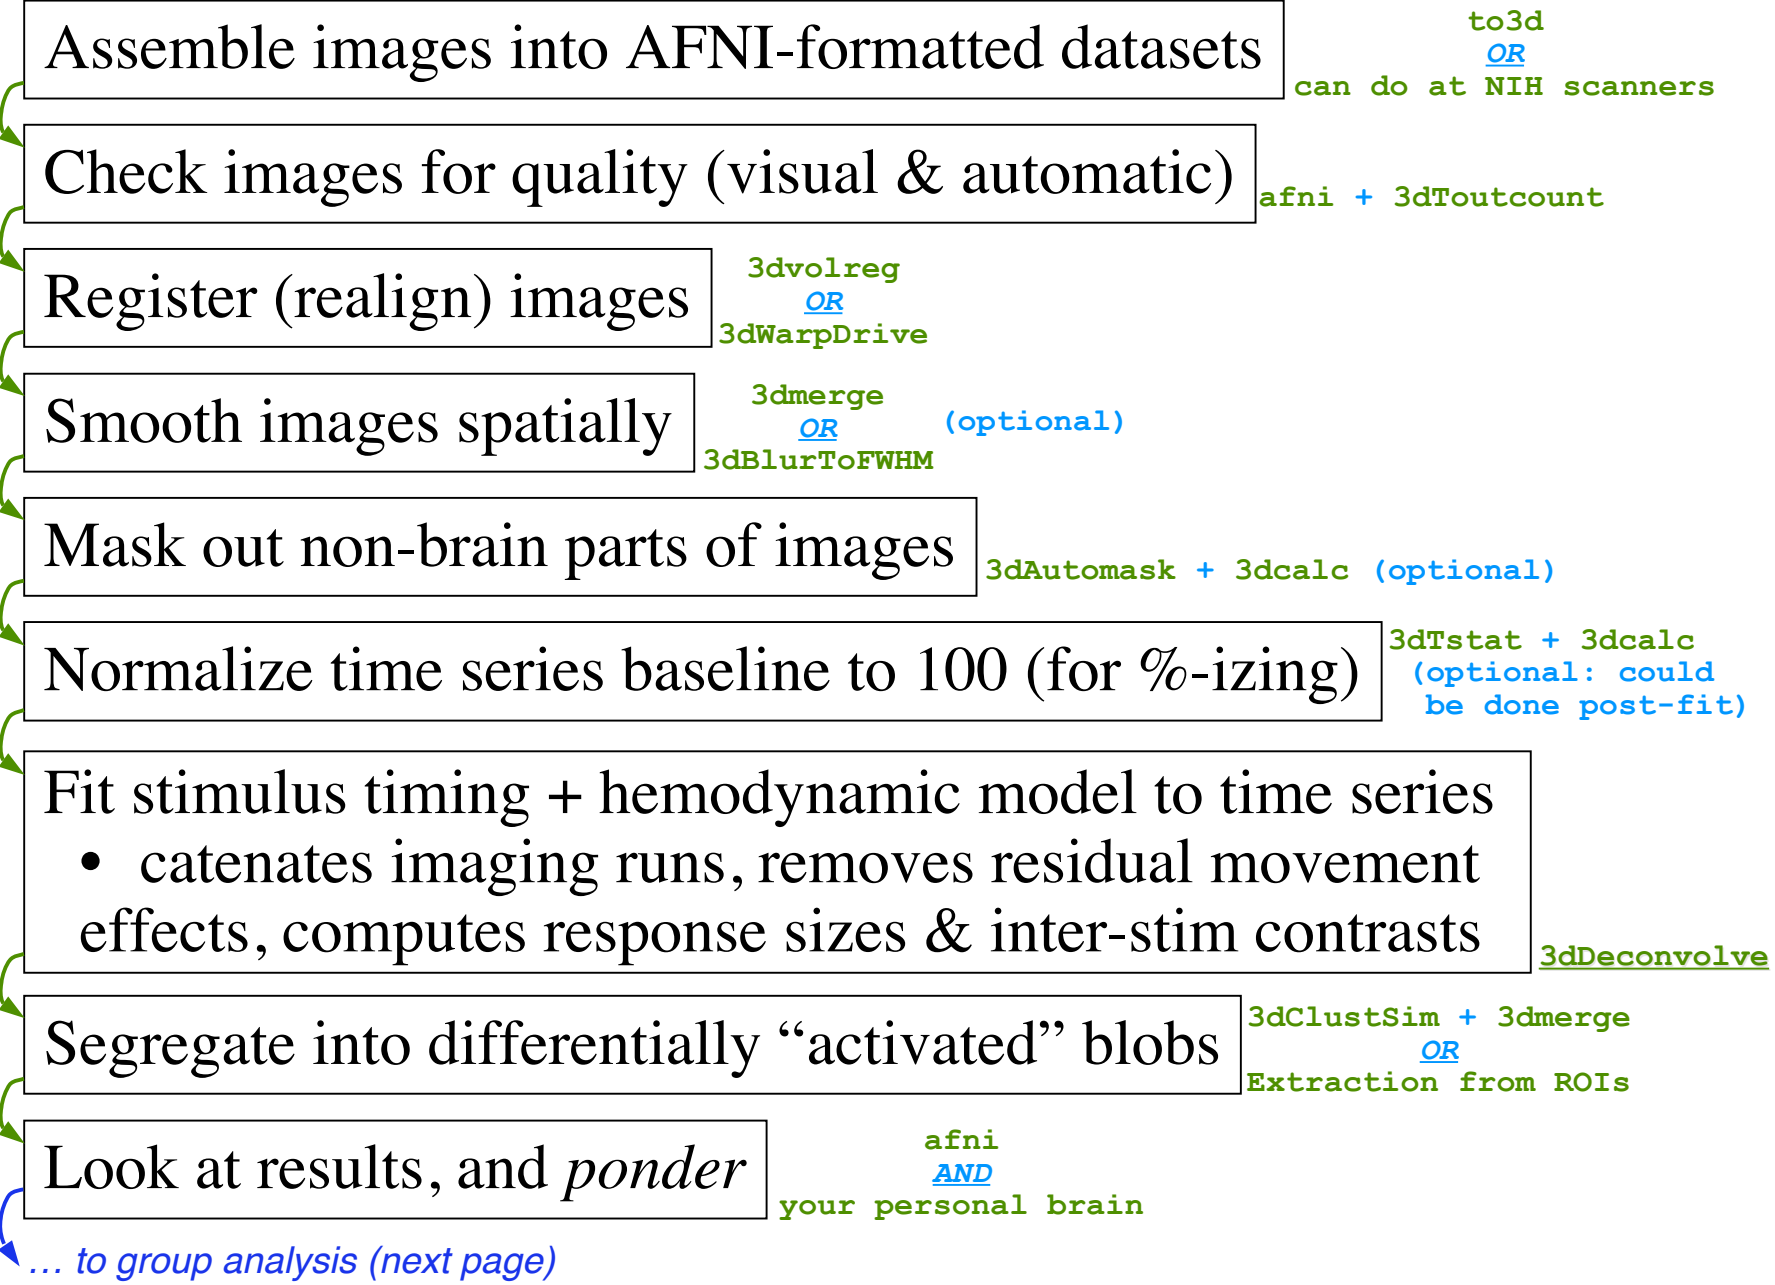 Assemble images into AFNI-formatted datasets
to3d
OR
can do at NIH scanners
Check images for quality (visual & automatic)
afni + 3dToutcount
Register (realign) images
3dvolreg
OR
3dWarpDrive
Smooth images spatially
3dmerge
OR
(optional)
3dBlurToFWHM
Mask out non-brain parts of images
3dAutomask + 3dcalc (optional)
Normalize time series baseline to 100 (for %-izing)
3dTstat + 3dcalc
(optional: could
be done post-fit)
Fit stimulus timing + hemodynamic model to time series
• catenates imaging runs, removes residual movement
effects, computes response sizes & inter-stim contrasts
3dDeconvolve
Segregate into differentially “activated” blobs
3dClustSim + 3dmerge
OR
Extraction from ROIs
Look at results, and ponder
afni
AND
your personal brain
… to group analysis (next page)